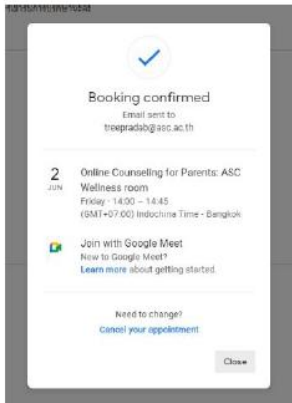 Booking confirmed
Email sent to
treepradab@asc.ac.th
2
JUN
Online Counseling for Parents: ASC
Wellness room
Friday · 14:00 – 14:45
(GMT+07:00) Indochina Time - Bangkok
Join with Google Meet
New to Google Meet?
Learn more about getting started.
Need to change?
Cancel your appointment
Close